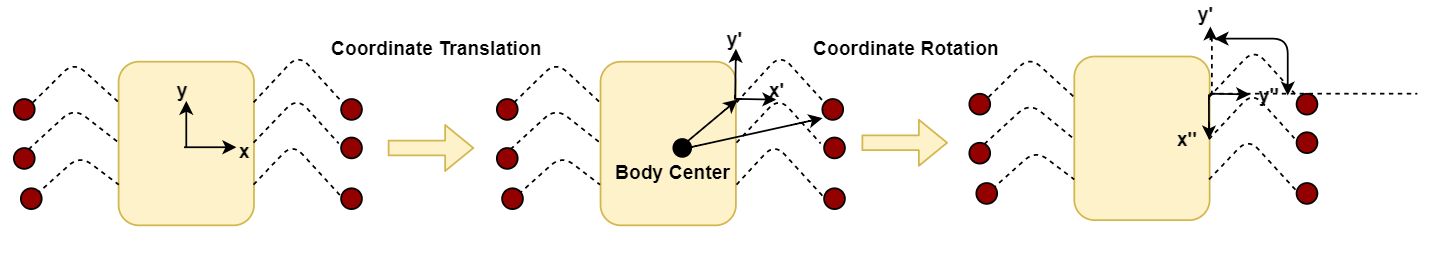 Coordinate Translation
y
x
y'
x'
Body Center
Coordinate Rotation
y'
y''
x''